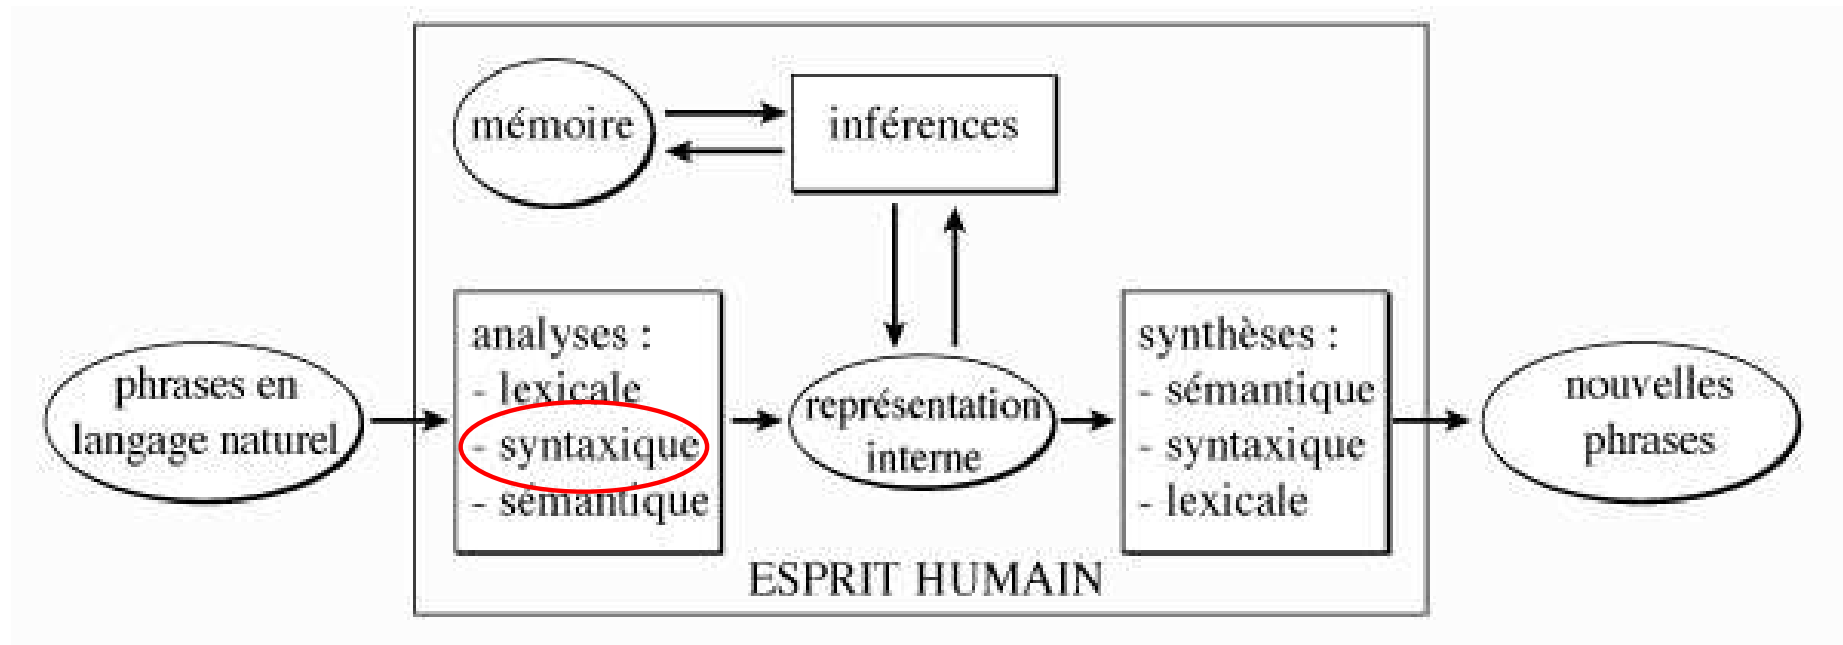 mémoire
inférences
phrases en
langage naturel
analyses :
- lexicale
- syntaxique
- sémantique
représentation
interne
synthèses :
- sémantique
- syntaxique
- lexicale
nouvelles
phrases
ESPRIT HUMAIN